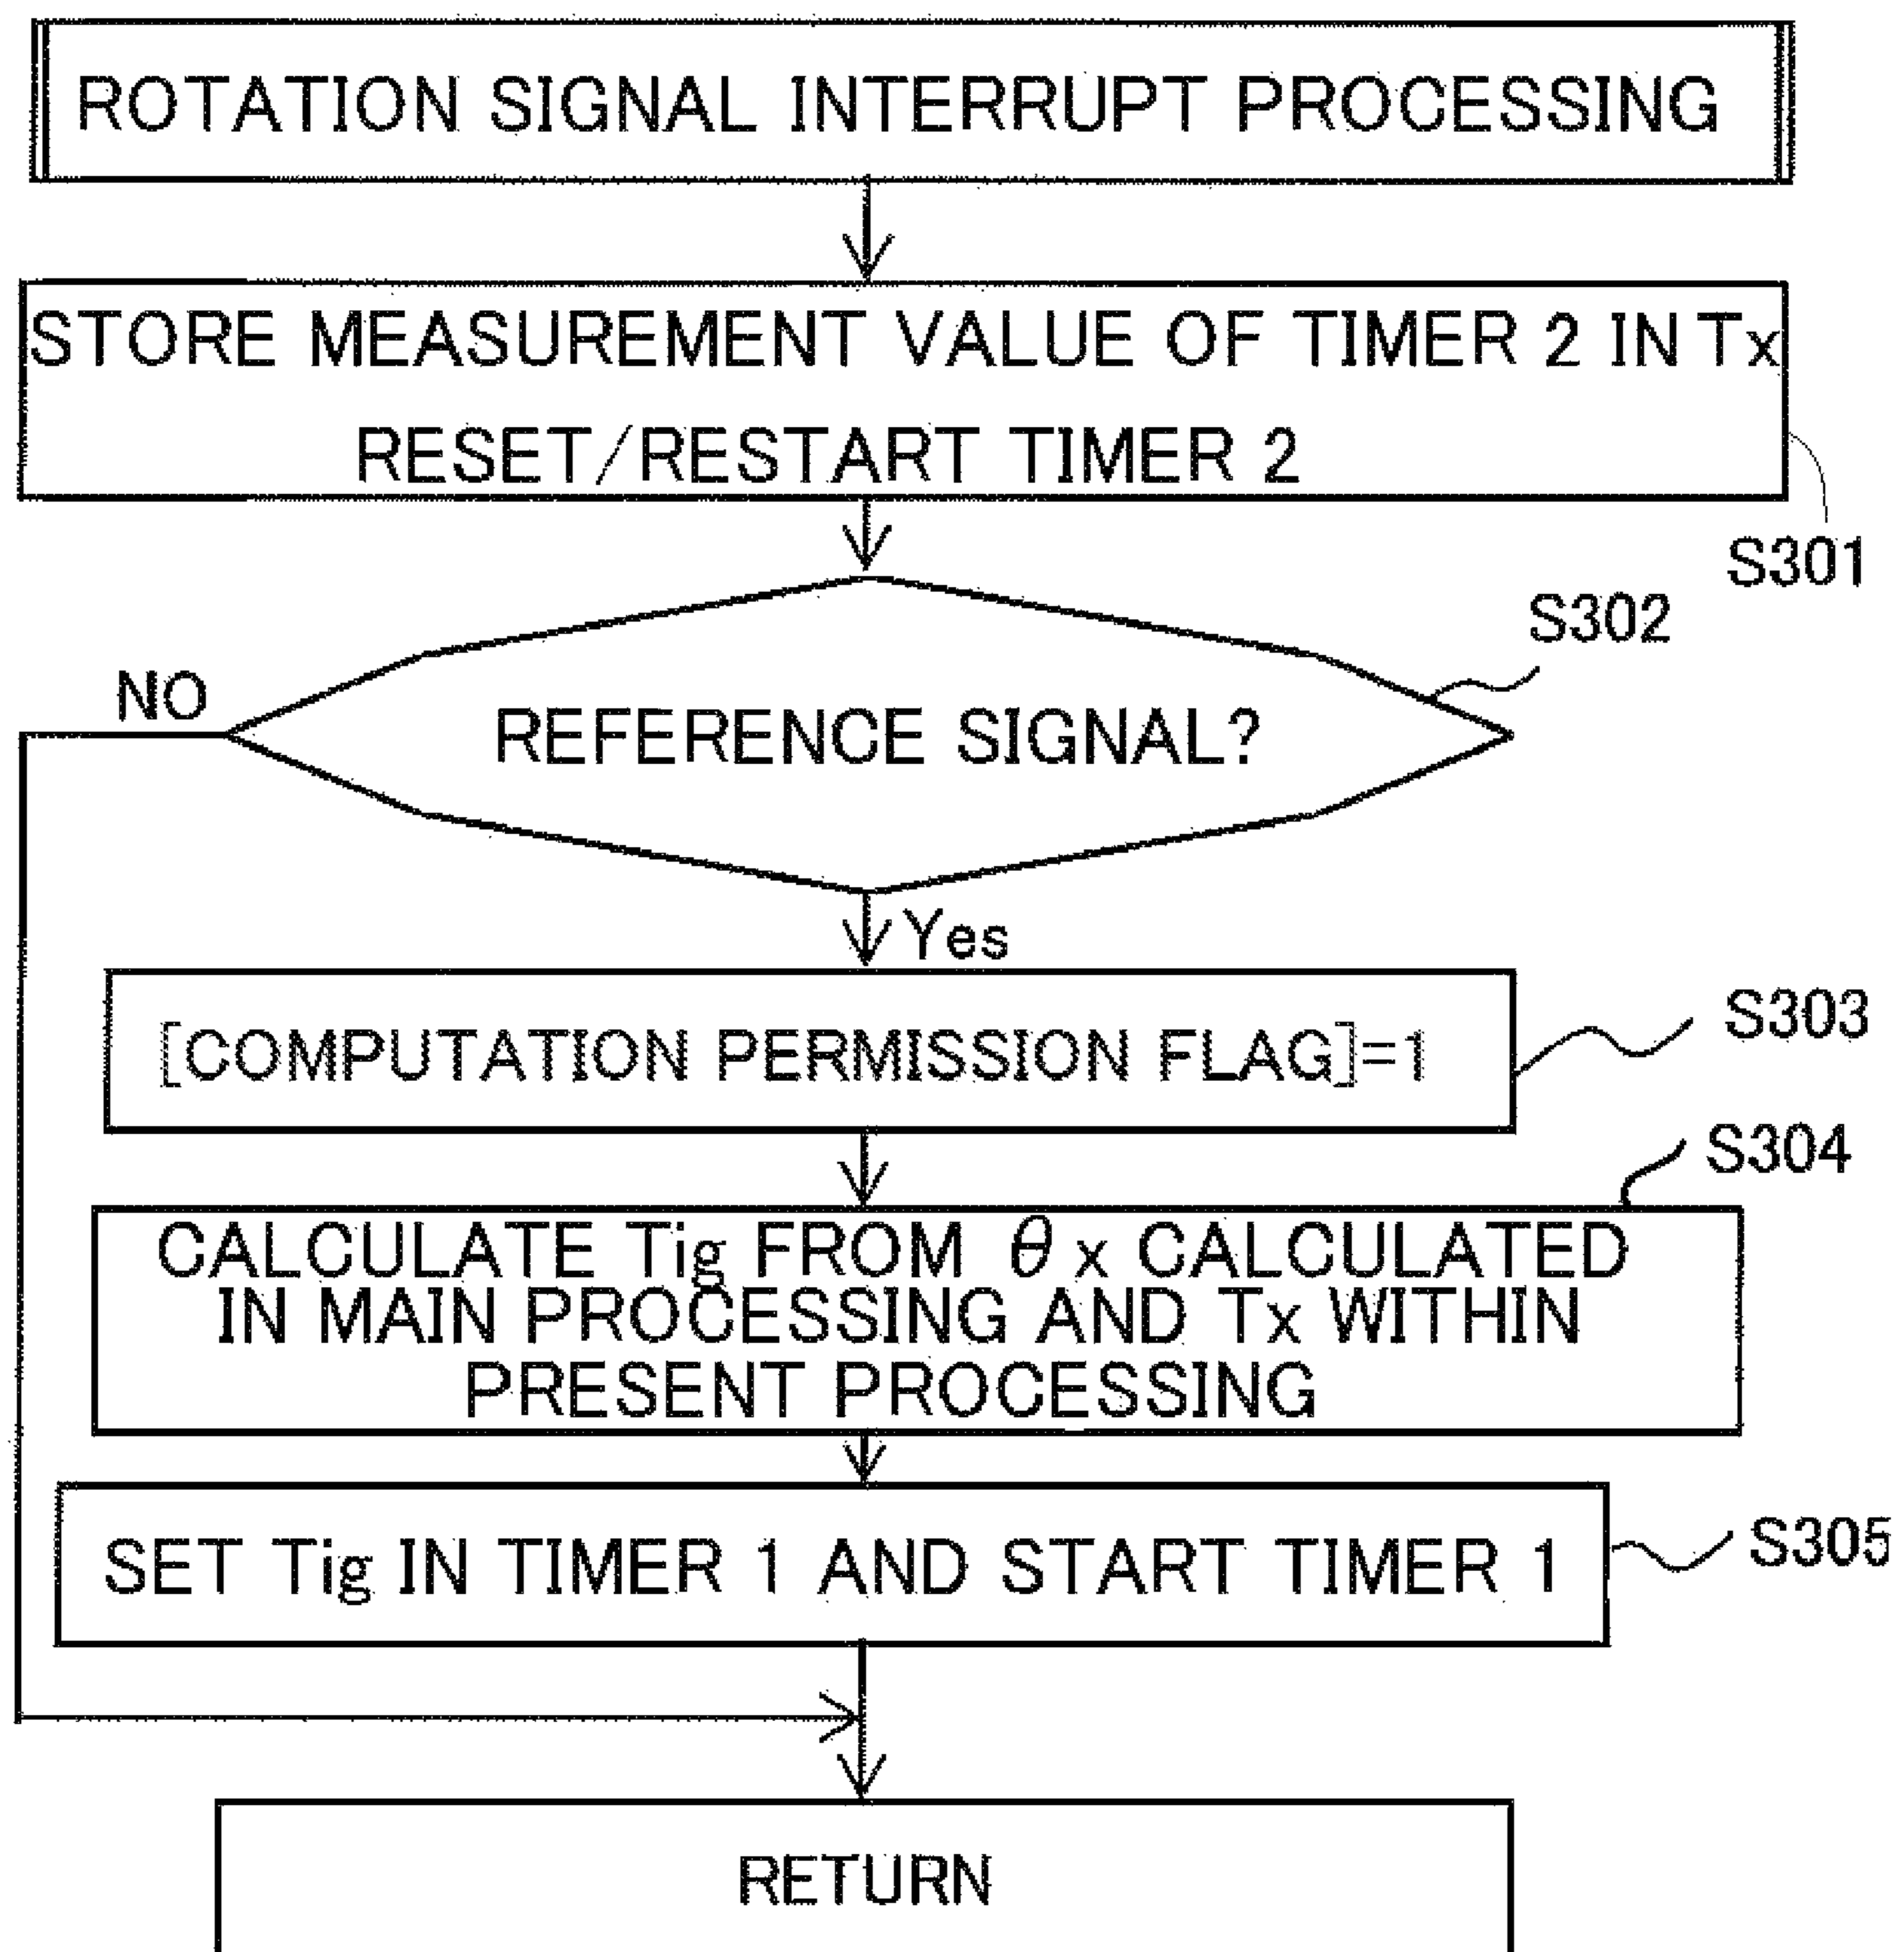 ROTATION SIGNAL INTERRUPT PROCESSING
STORE MEASUREMENT VALUE OF TIMER 2 IN Tx
RESET/RESTART TIMER 2
S301
S302
NO
REFERENCE SIGNAL?
Yes
[COMPUTATION PERMISSION FLAG]=1
S303
S304
CALCULATE Tig FROM θx CALCULATED
IN MAIN PROCESSING AND Tx WITHIN
PRESENT PROCESSING
SET Tig IN TIMER 1 AND START TIMER 1
S305
RETURN